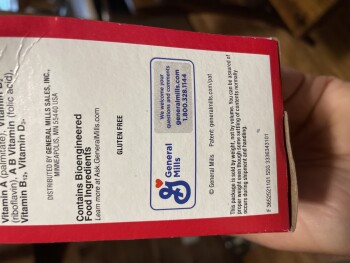 Vitamin A (palmitate),
(riboflavin), A B Vitamin (folic acid),
Vitamin B12, Vitamin D3.
DISTRIBUTED BY GENERAL MILLS SALES, INC.,
MINNEAPOLIS, MN 55440 USA
Contains Bioengineered
Food Ingredients
Learn more at Ask.GeneralMills.com
GLUTEN FREE
General
Mills
We welcome your
questions and comments
generalmills.com
1.800.328.1144
© General Mills Patent: generalmills.com/pat
This package is sold by weight, not by volume. You can be assured of
proper weight even though some settling of contents normally
occurs during shipment and handling.